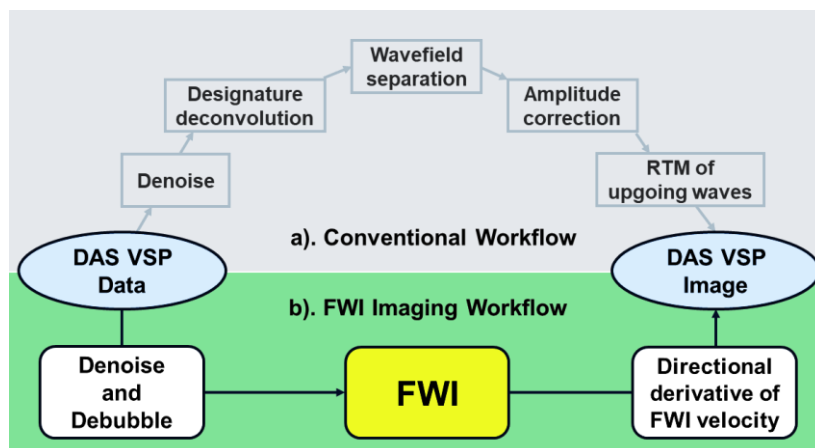 Wavefield
separation
Designature
deconvolution
Amplitude
correction
Denoise
RTM of
upgoing waves
a). Conventional Workflow
DAS VSP
Data
DAS VSP
Image
b). FWI Imaging Workflow
Denoise
and
Debubble
FWI
Directional
derivative of
FWI velocity